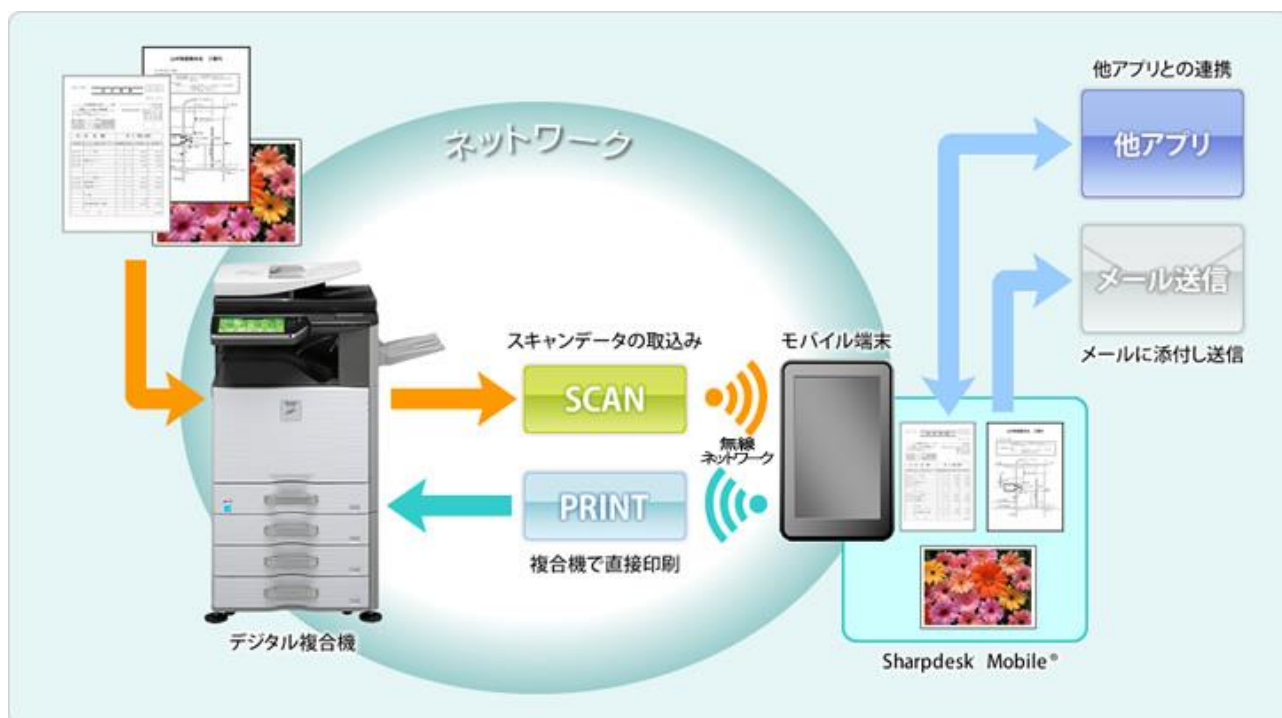 他アプリとの連携
他アプリ
ネットワーク
メール送信
メールに添付し送信
スキャンデータの取込み
SCAN
モバイル端末
無線
ネットワーク
PRINT
複合機で直接印刷
デジタル複合機
Sharpdesk Mobile®